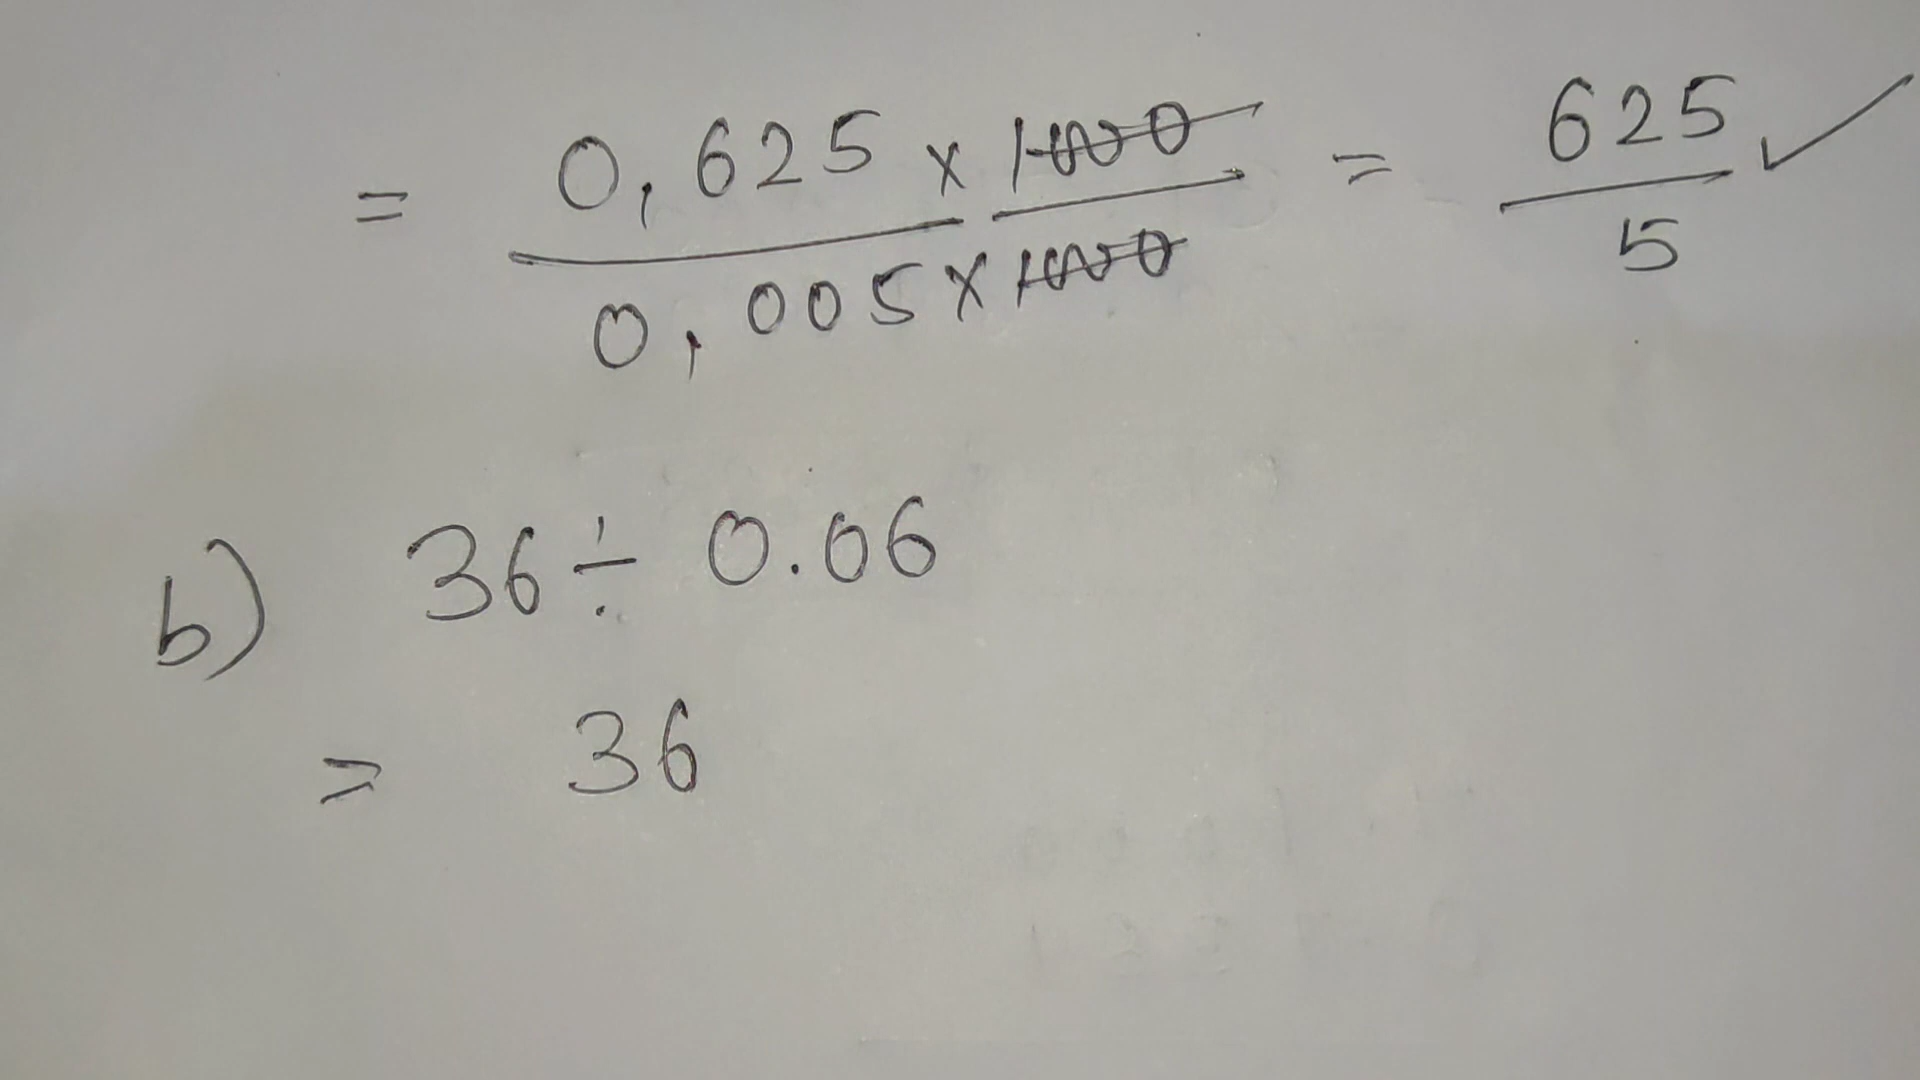 = 0,625 x 1000 / 0,005 x 1000 = 625 / 5 ✓
b) 36 ÷ 0.06
= 36